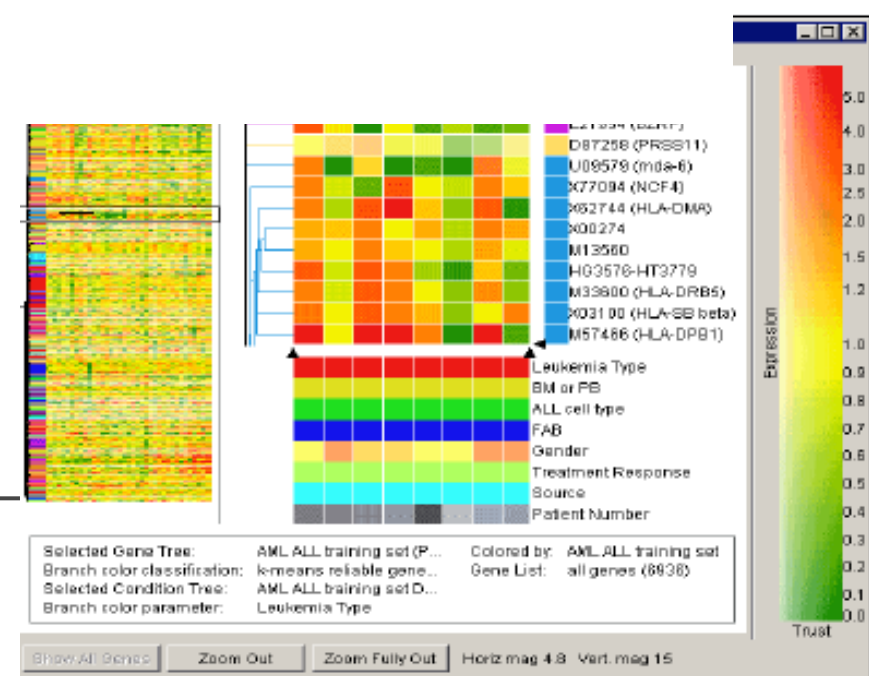 D87258 (PRSS11)
U09579 (mda-6)
X77094 (NCF4)
X62744 (HLA-DMA)
X00274
M13560
HG3576-HT3779
M33600 (HLA-DRB5)
X03100 (HLA-SB beta)
M57466 (HLA-DPB1)
Leukemia Type
BM or PB
ALL cell type
FAB
Gender
Treatment Response
Source
Patient Number
5.0
4.0
3.0
2.5
2.0
1.5
1.2
1.0
0.9
0.8
0.7
0.6
0.5
0.4
0.3
0.2
0.1
0.0
Expression
Trust
Selected Gene Tree: AML ALL training set (P... Colored by: AML ALL training set
Branch color classification: k-means reliable gene... Gene List: all genes (6936)
Selected Condition Tree: AML ALL training set D...
Branch color parameter: Leukemia Type
Show All Genes Zoom Out Zoom Fully Out Horiz mag 4.8 Vert. mag 15